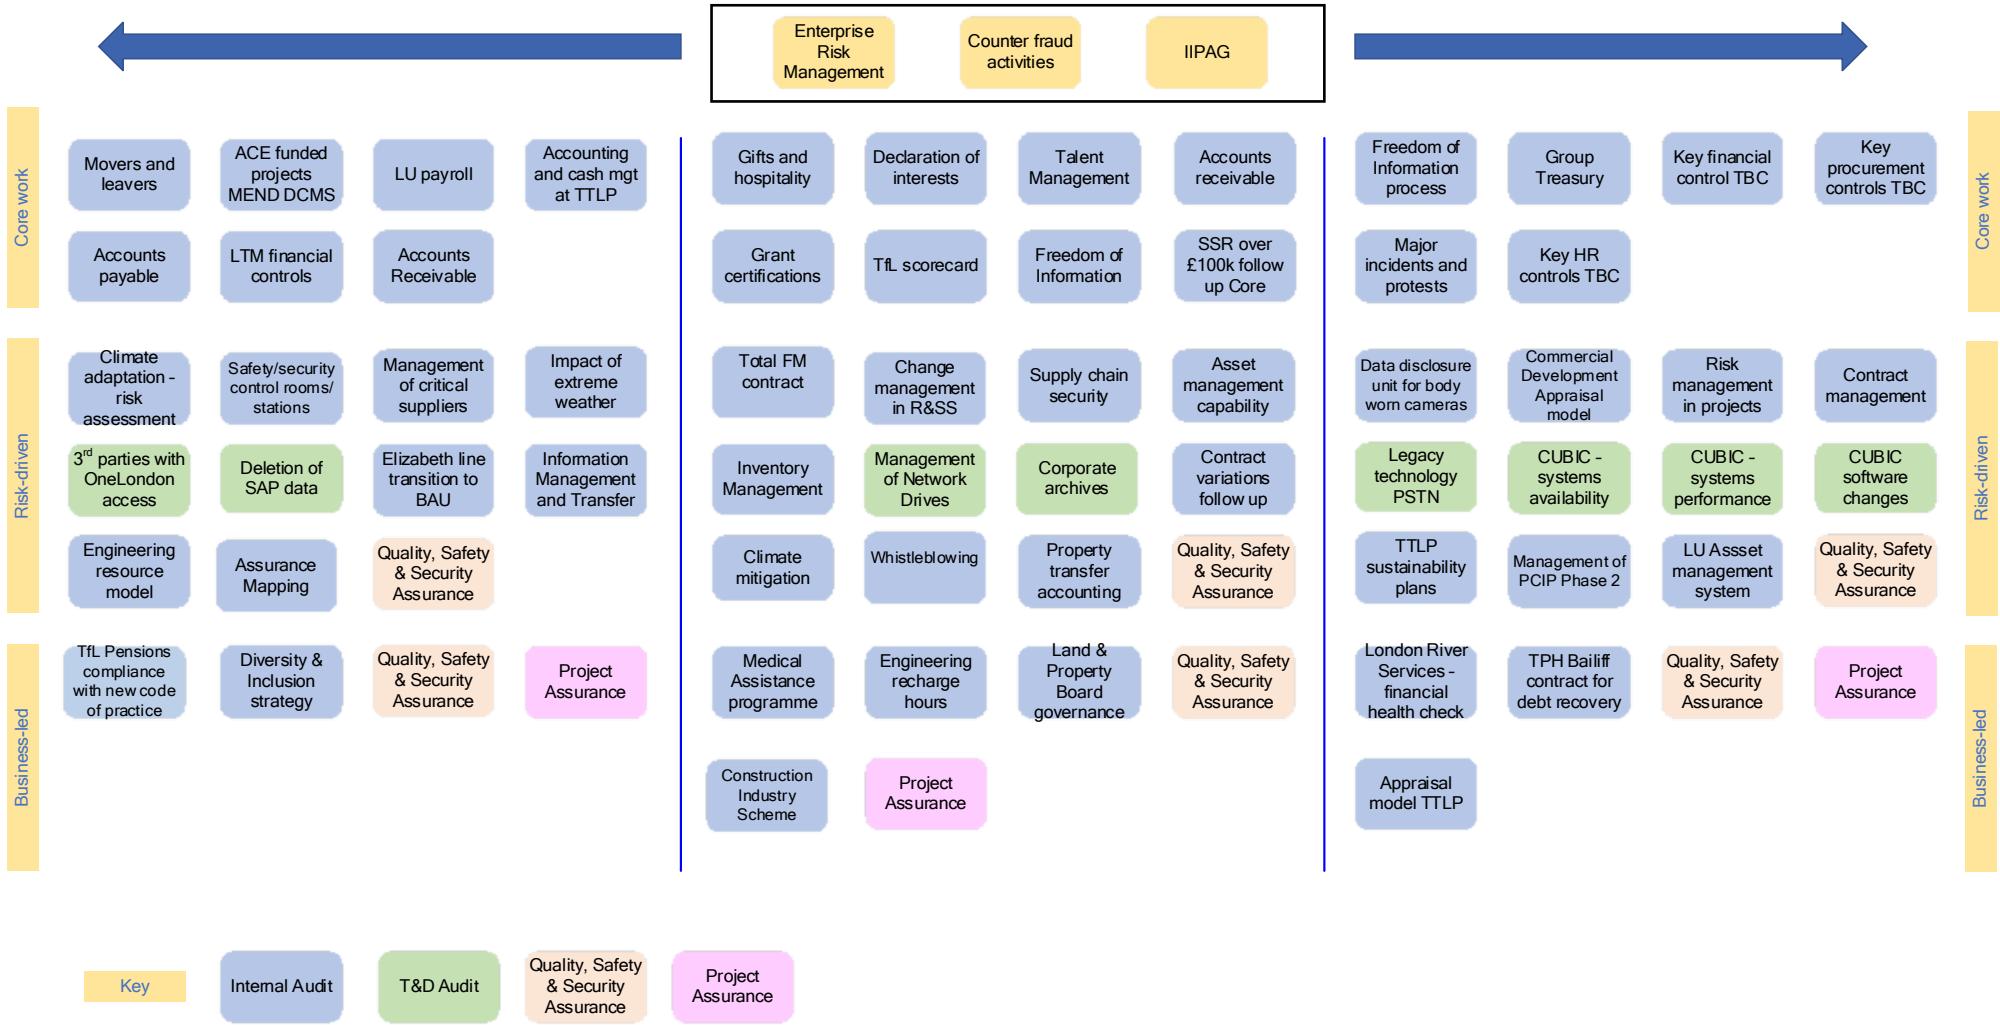 Enterprise
Risk
Management
Counter fraud
activities
IIPAG
Core work
Movers and
leavers
ACE funded
projects
MEND DCMS
LU payroll
Accounting
and cash mgt
at TTLP
Accounts
payable
LTM financial
controls
Accounts
Receivable
Gifts and
hospitality
Declaration of
interests
Talent
Management
Accounts
receivable
Grant
certifications
TfL scorecard
Freedom of
Information
SSR over
£100k follow
up Core
Freedom of
Information
process
Group
Treasury
Key financial
control TBC
Key
procurement
controls TBC
Major
incidents and
protests
Key HR
controls TBC
Core work
Risk-driven
Climate
adaptation -
risk
assessment
Safety/security
control rooms/
stations
Management
of critical
suppliers
Impact of
extreme
weather
3rd parties with
OneLondon
access
Deletion of
SAP data
Elizabeth line
transition to
BAU
Information
Management
and Transfer
Engineering
resource
model
Assurance
Mapping
Quality, Safety
& Security
Assurance
Total FM
contract
Change
management
in R&SS
Supply chain
security
Asset
management
capability
Inventory
Management
Management
of Network
Drives
Corporate
archives
Contract
variations
follow up
Climate
mitigation
Whistleblowing
Property
transfer
accounting
Quality, Safety
& Security
Assurance
Data disclosure
unit for body
worn cameras
Commercial
Development
Appraisal
model
Risk
management
in projects
Contract
management
Legacy
technology
PSTN
CUBIC -
systems
availability
CUBIC -
systems
performance
CUBIC
software
changes
TTLP
sustainability
plans
Management of
PCIP Phase 2
LU Assset
management
system
Quality, Safety
& Security
Assurance
Risk-driven
Business-led
TfL Pensions
compliance
with new code
of practice
Diversity &
Inclusion
strategy
Quality, Safety
& Security
Assurance
Project
Assurance
Medical
Assistance
programme
Engineering
recharge
hours
Land &
Property
Board
governance
Quality, Safety
& Security
Assurance
Construction
Industry
Scheme
Project
Assurance
London River
Services -
financial
health check
TPH Bailiff
contract for
debt recovery
Quality, Safety
& Security
Assurance
Project
Assurance
Appraisal
model TTLP
Business-led
Key
Internal Audit
T&D Audit
Quality, Safety
& Security
Assurance
Project
Assurance